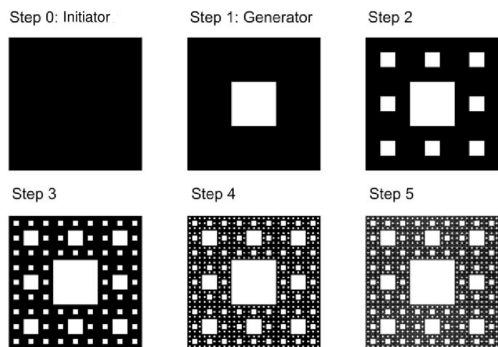 Step 0: Initiator
Step 1: Generator
Step 2
Step 3
Step 4
Step 5